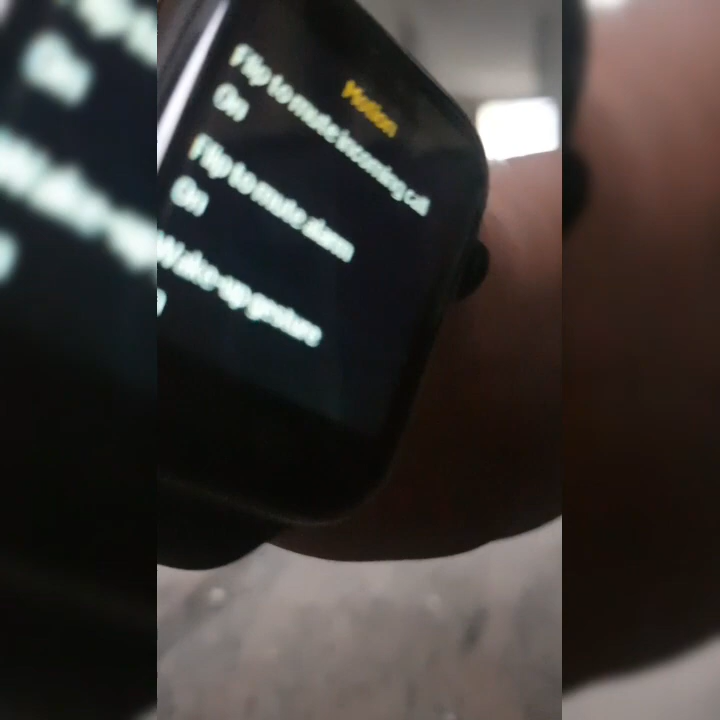 Motion
Flip to mute incoming call
On
Flip to mute alarm
On
Wake-up gesture